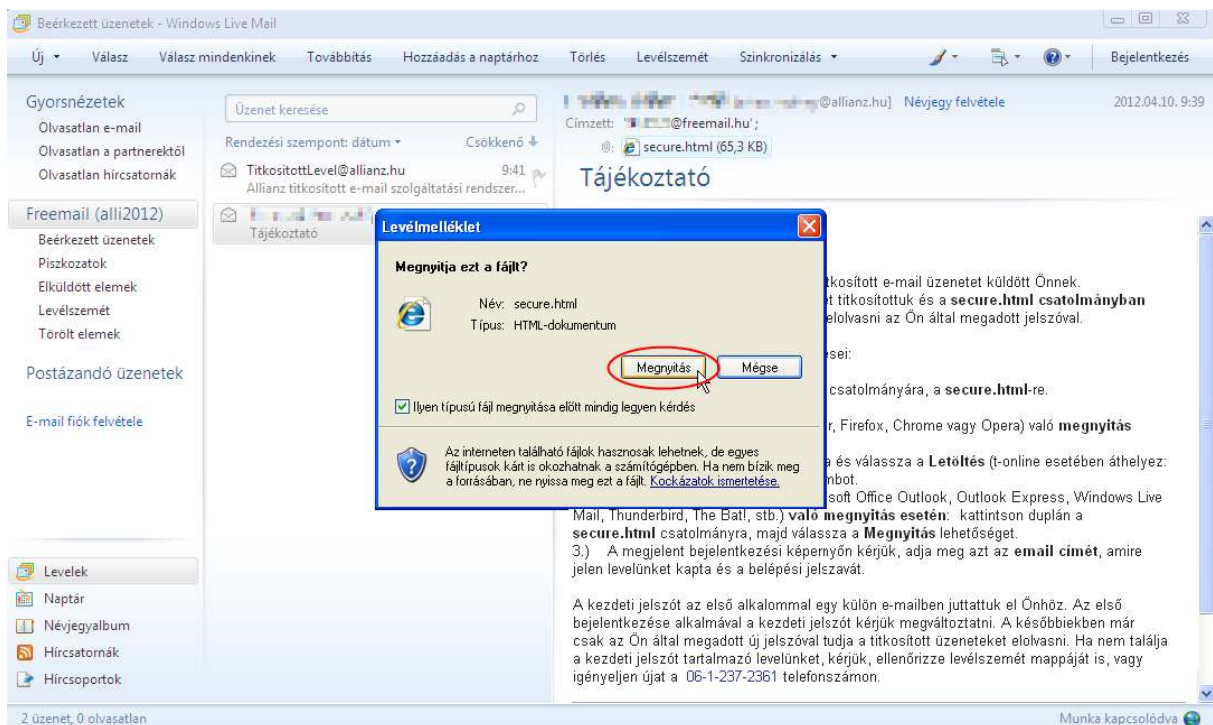 Beérkezett üzenetek - Windows Live Mail
Új Válasz Válasz mindenkinek Továbbítás Hozzáadás a naptárhoz Törlés Levélszemét Szinkronizálás Bejelentkezés
Gyorsnézetek
Olvasatlan e-mail
Olvasatlan a partnerektől
Olvasatlan hírcsatornák
Freemail (alli2012)
Beérkezett üzenetek
Piszkozatok
Elküldött elemek
Levélszemét
Törölt elemek
Postázandó üzenetek
E-mail fiók felvétele
Levelek
Naptár
Névjegyalbum
Hírcsatornák
Hírcsoportok
Üzenet keresése
Rendezési szempont: dátum Csökkenő
TitkositottLevel@allianz.hu 9:41
Allianz titkosított e-mail szolgáltatási rendszer...
Tájékoztató
@allianz.hu] Névjegy felvétele 2012.04.10. 9:39
Címzett: @freemail.hu';
secure.html (65,3 KB)
Tájékoztató
Levélmelléklet
Megnyitja ezt a fájlt?
Név: secure.html
Típus: HTML-dokumentum
Megnyitás Mégse
Ilyen típusú fájl megnyitása előtt mindig legyen kérdés
Az interneten található fájlok hasznosak lehetnek, de egyes
fájltípusok kárt is okozhatnak a számítógépben. Ha nem bízik meg
a forrásában, ne nyissa meg ezt a fájlt. Kockázatok ismertetése.
titkosított e-mail üzenetet küldött Önnek.
titkosítottuk és a secure.html csatolmányban
elolvasni az Ön által megadott jelszóval.
csatolmányára, a secure.html-re.
Firefox, Chrome vagy Opera) való megnyitás
és válassza a Letöltés (t-online esetében áthelyez:
Office Outlook, Outlook Express, Windows Live
Mail, Thunderbird, The Bat!, stb.) való megnyitás esetén: kattintson duplán a
secure.html csatolmányra, majd válassza a Megnyitás lehetőséget.
3.) A megjelent bejelentkezési képernyőn kérjük, adja meg azt az email címét, amire
jelen levelünket kapta és a belépési jelszavát.
A kezdeti jelszót az első alkalommal egy külön e-mailben juttattuk el Önhöz. Az első
bejelentkezése alkalmával a kezdeti jelszót kérjük megváltoztatni. A későbbiekben már
csak az Ön által megadott új jelszóval tudja a titkosított üzeneteket elolvasni. Ha nem találja
a kezdeti jelszót tartalmazó levelünket, kérjük, ellenőrizze levélszemét mappáját is, vagy
igényeljen újat a 06-1-237-2361 telefonszámon.
2 üzenet, 0 olvasatlan
Munka kapcsolódva